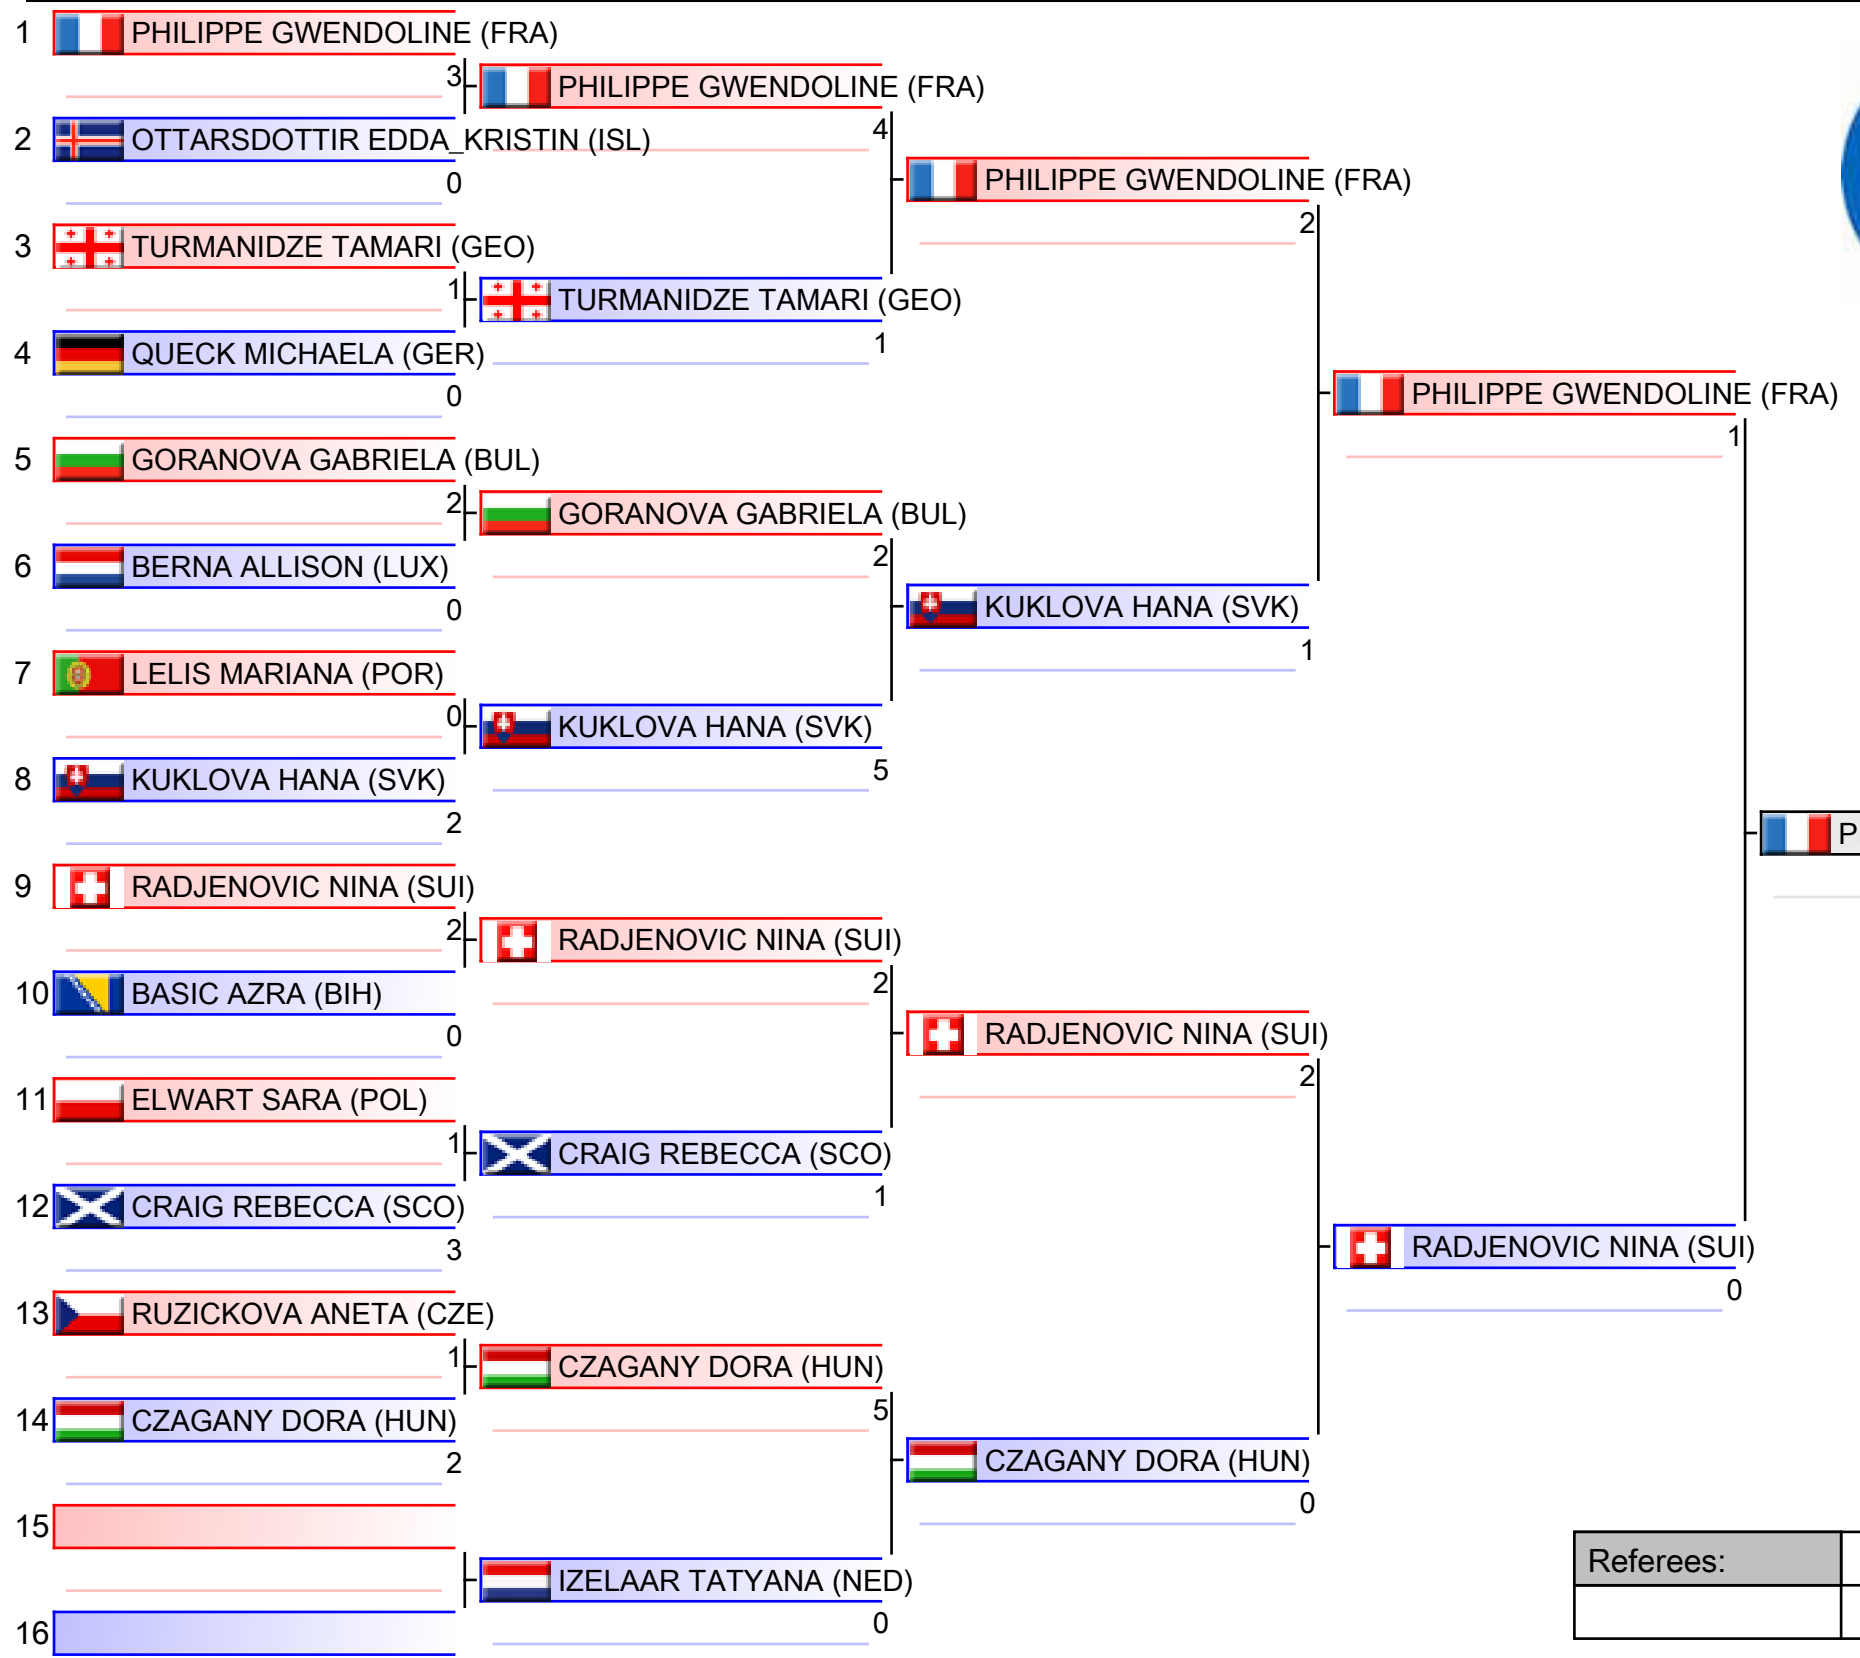 1 PHILIPPE GWENDOLINE (FRA)
3 PHILIPPE GWENDOLINE (FRA)
2 OTTARSDOTTIR EDDA_KRISTIN (ISL)
4
0
PHILIPPE GWENDOLINE (FRA)
2
3 TURMANIDZE TAMARI (GEO)
1 TURMANIDZE TAMARI (GEO)
1
4 QUECK MICHAELA (GER)
0
PHILIPPE GWENDOLINE (FRA)
1
5 GORANOVA GABRIELA (BUL)
2 GORANOVA GABRIELA (BUL)
2
6 BERNA ALLISON (LUX)
0
KUKLOVA HANA (SVK)
1
7 LELIS MARIANA (POR)
0 KUKLOVA HANA (SVK)
5
8 KUKLOVA HANA (SVK)
2
P
9 RADJENOVIC NINA (SUI)
2 RADJENOVIC NINA (SUI)
2
10 BASIC AZRA (BIH)
0
RADJENOVIC NINA (SUI)
2
11 ELWART SARA (POL)
1 CRAIG REBECCA (SCO)
1
12 CRAIG REBECCA (SCO)
3
RADJENOVIC NINA (SUI)
0
13 RUZICKOVA ANETA (CZE)
1 CZAGANY DORA (HUN)
5
14 CZAGANY DORA (HUN)
2
CZAGANY DORA (HUN)
0
15
IZELAAR TATYANA (NED)
0
16
Referees: